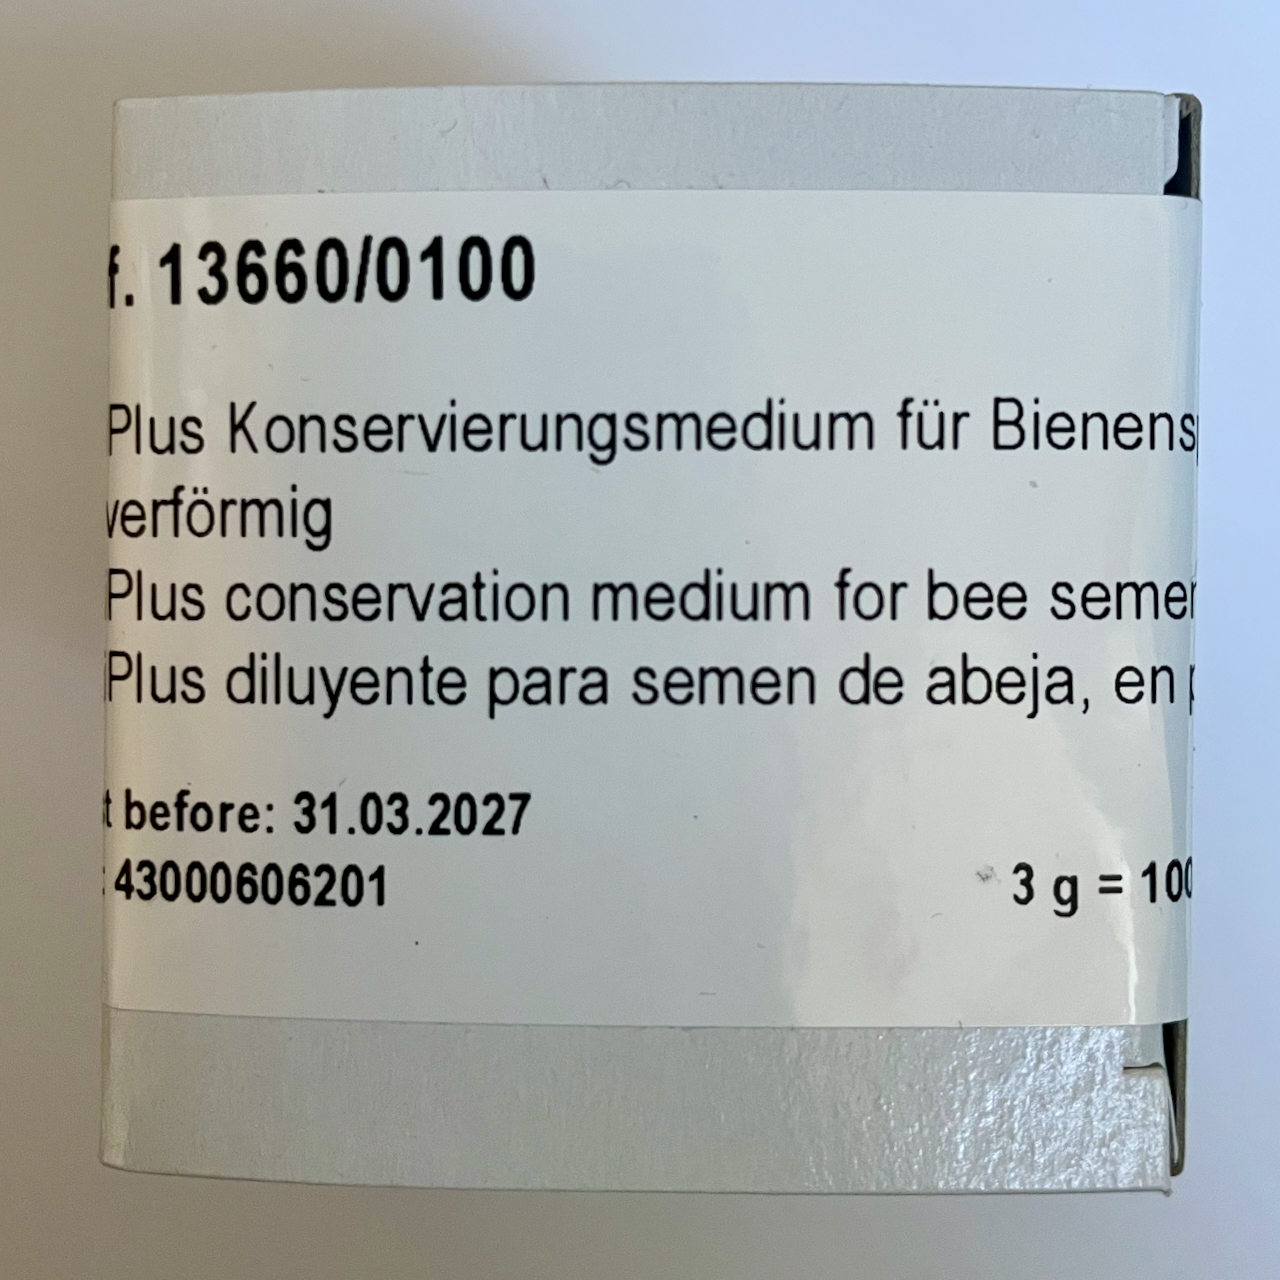 f. 13660/0100
Plus Konservierungsmedium für Bienens
verförmig
Plus conservation medium for bee semen
Plus diluyente para semen de abeja, en p
t before: 31.03.2027
: 43000606201
3 g = 100